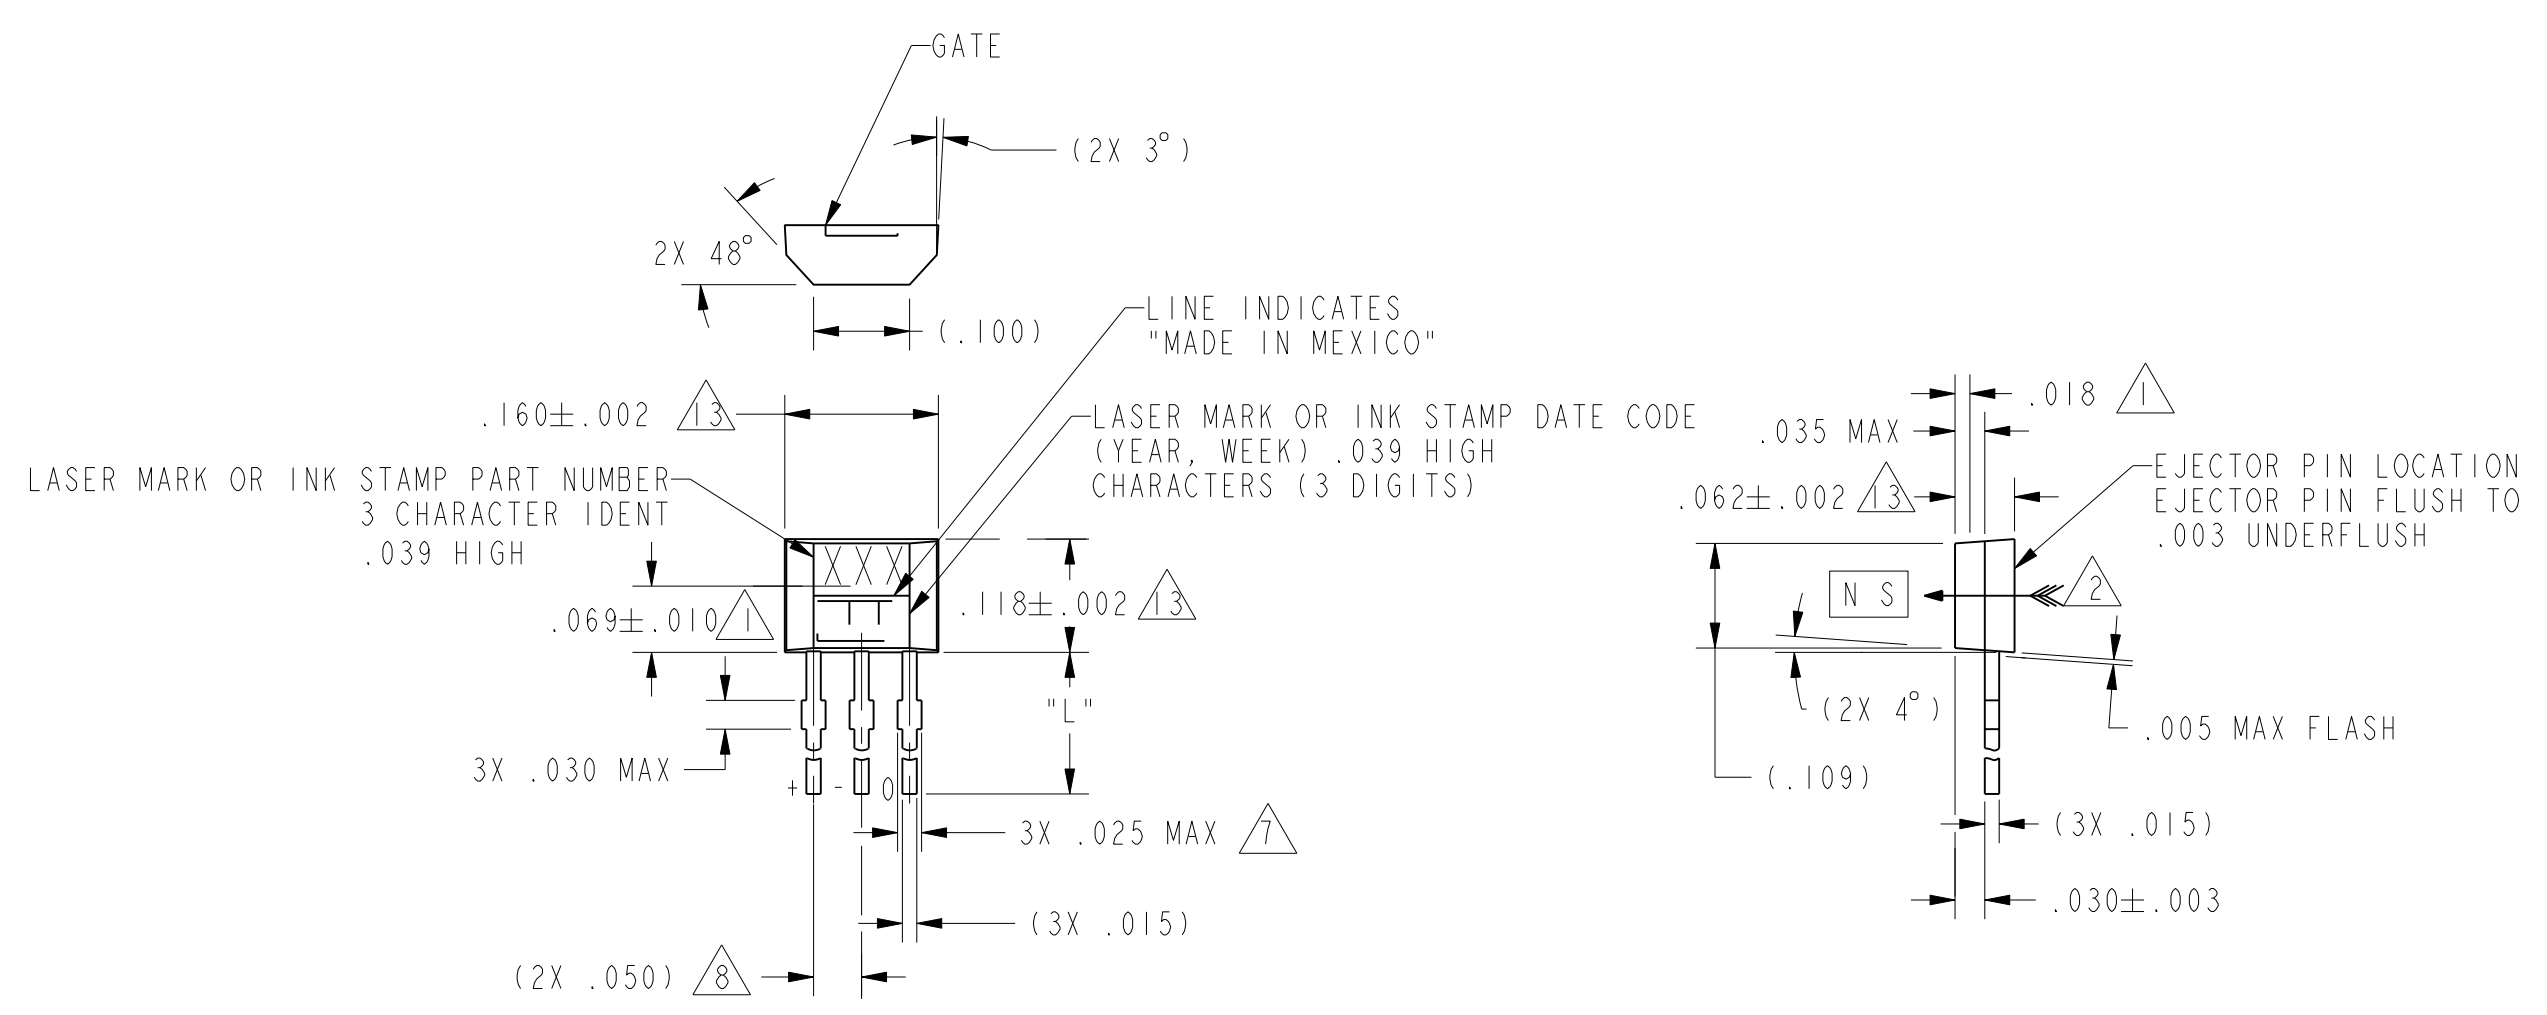 GATE
(2X 3°)
2X 48°
(.100)
LINE INDICATES
"MADE IN MEXICO"
.160±.002 13
LASER MARK OR INK STAMP DATE CODE
(YEAR, WEEK) .039 HIGH
CHARACTERS (3 DIGITS)
LASER MARK OR INK STAMP PART NUMBER
3 CHARACTER IDENT
.039 HIGH
XXX
.069±.010 1
.118±.002 13
"L"
3X .030 MAX
+ - 0
3X .025 MAX 7
(3X .015)
(2X .050) 8
.018 1
.035 MAX
.062±.002 13
EJECTOR PIN LOCATION
EJECTOR PIN FLUSH TO
.003 UNDERFLUSH
N S
2
(2X 4°)
.005 MAX FLASH
(.109)
(3X .015)
.030±.003